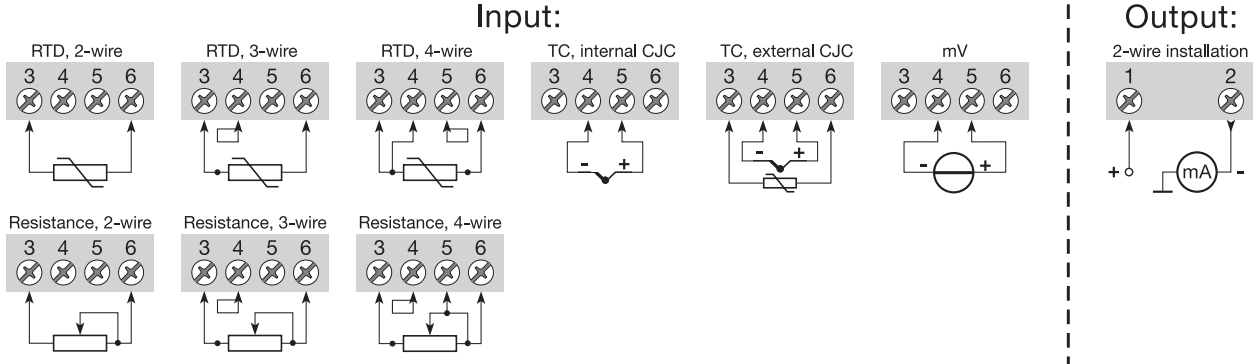 Input:
Output:
RTD, 2-wire
RTD, 3-wire
RTD, 4-wire
TC, internal CJC
TC, external CJC
mV
2-wire installation
3 4 5 6
3 4 5 6
3 4 5 6
3 4 5 6
3 4 5 6
3 4 5 6
1 2
- +
- +
- +
+ mA -
Resistance, 2-wire
Resistance, 3-wire
Resistance, 4-wire
3 4 5 6
3 4 5 6
3 4 5 6